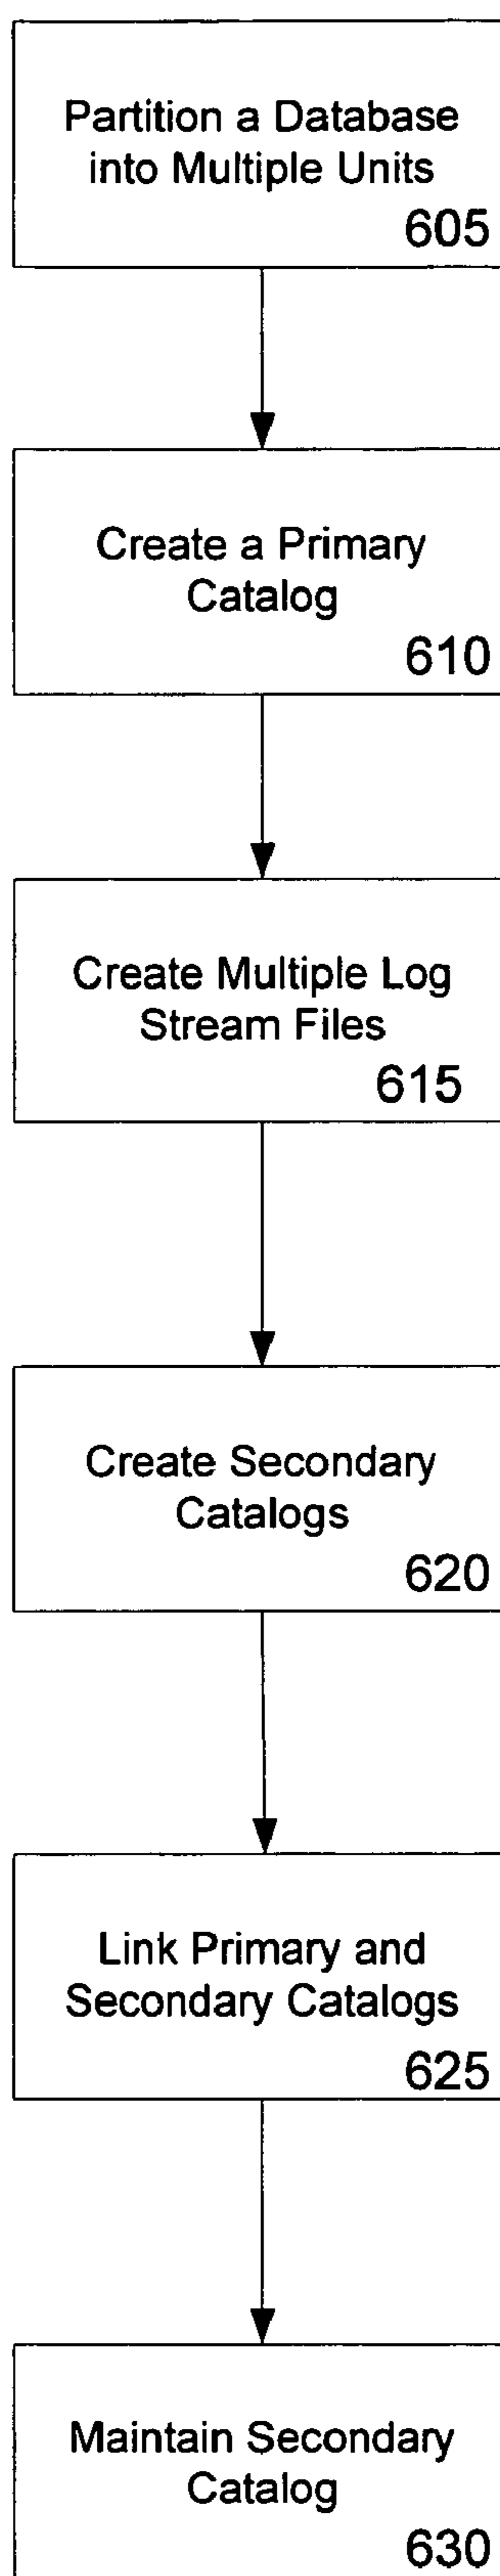 Partition a Database
into Multiple Units
605
Create a Primary
Catalog
610
Create Multiple Log
Stream Files
615
Create Secondary
Catalogs
620
Link Primary and
Secondary Catalogs
625
Maintain Secondary
Catalog
630